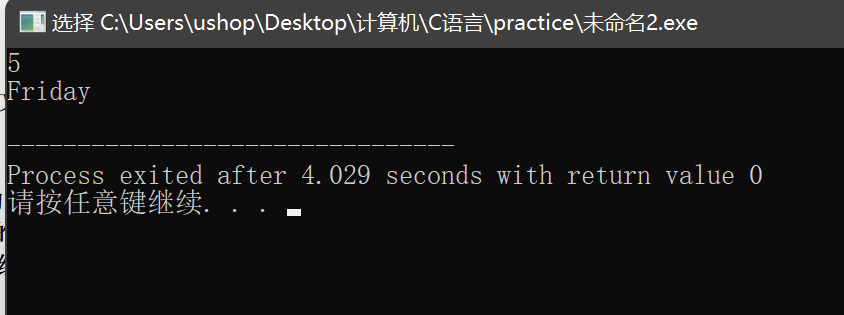 选择 C:\Users\ushop\Desktop\计算机\C语言\practice\未命名2.exe
5
Friday
--------------------------------
Process exited after 4.029 seconds with return value 0
请按任意键继续. . .